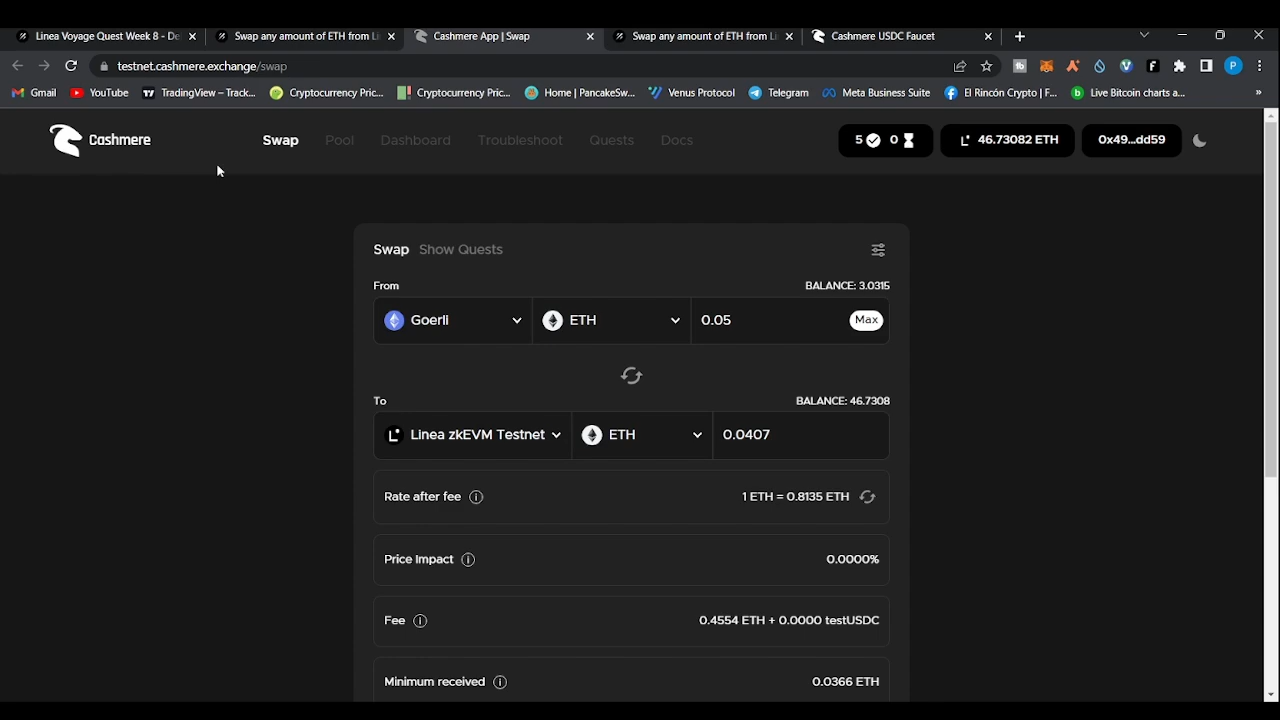 Linea Voyage Quest Week 8 - De
Swap any amount of ETH from Li
Cashmere App | Swap
Swap any amount of ETH from Li
Cashmere USDC Faucet
testnet.cashmere.exchange/swap
Gmail
YouTube
TradingView – Track...
Cryptocurrency Pric...
Cryptocurrency Pric...
Home | PancakeSw...
Venus Protocol
Telegram
Meta Business Suite
El Rincón Crypto | F...
Live Bitcoin charts a...
»
Cashmere
Swap
Pool
Dashboard
Troubleshoot
Quests
Docs
5 0
46.73082 ETH
0x49...dd59
Swap Show Quests
From
BALANCE: 3.0315
Goerli
ETH
0.05
Max
To
BALANCE: 46.7308
Linea zkEVM Testnet
ETH
0.0407
Rate after fee
1 ETH = 0.8135 ETH
Price Impact
0.0000%
Fee
0.4554 ETH + 0.0000 testUSDC
Minimum received
0.0366 ETH